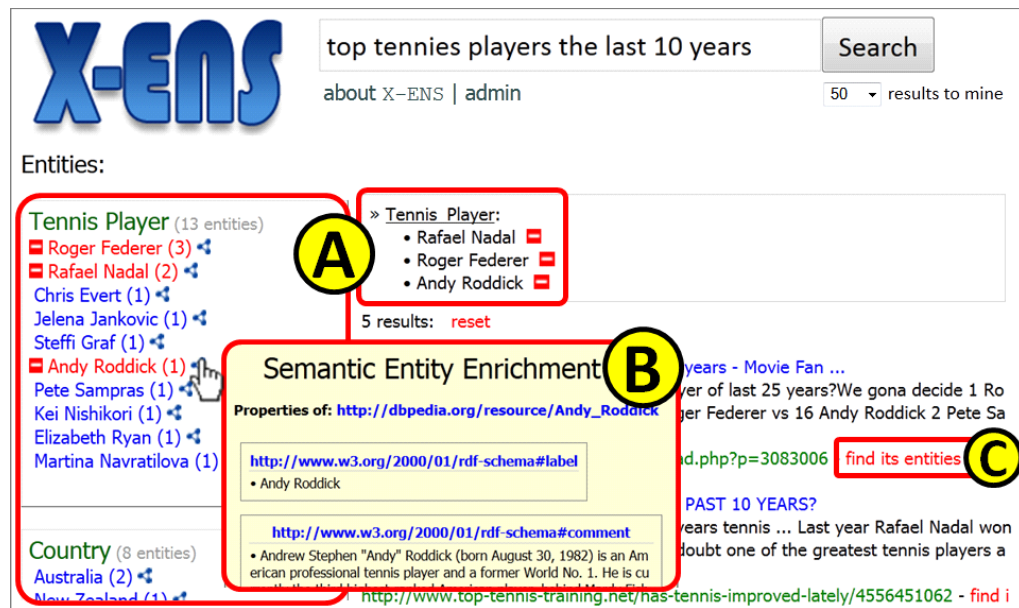 X-ENS
top tennies players the last 10 years
Search
about X-ENS | admin
50 results to mine
Entities:
Tennis Player (13 entities)
Roger Federer (3)
Rafael Nadal (2)
Chris Evert (1)
Jelena Jankovic (1)
Steffi Graf (1)
Andy Roddick (1)
Pete Sampras (1)
Kei Nishikori (1)
Elizabeth Ryan (1)
Martina Navratilova (1)
Country (8 entities)
Australia (2)
New Zealand (1)
A
» Tennis Player:
• Rafael Nadal
• Roger Federer
• Andy Roddick
5 results: reset
Semantic Entity Enrichment
B
Properties of: http://dbpedia.org/resource/Andy_Roddick
http://www.w3.org/2000/01/rdf-schema#label
• Andy Roddick
http://www.w3.org/2000/01/rdf-schema#comment
• Andrew Stephen "Andy" Roddick (born August 30, 1982) is an Am
erican professional tennis player and a former World No. 1. He is cu
years - Movie Fan ...
yer of last 25 years?We gona decide 1 Ro
ger Federer vs 16 Andy Roddick 2 Pete Sa
ad.php?p=3083006 find its entities
C
PAST 10 YEARS?
years tennis ... Last year Rafael Nadal won
doubt one of the greatest tennis players a
http://www.top-tennis-training.net/has-tennis-improved-lately/4556451062 - find i